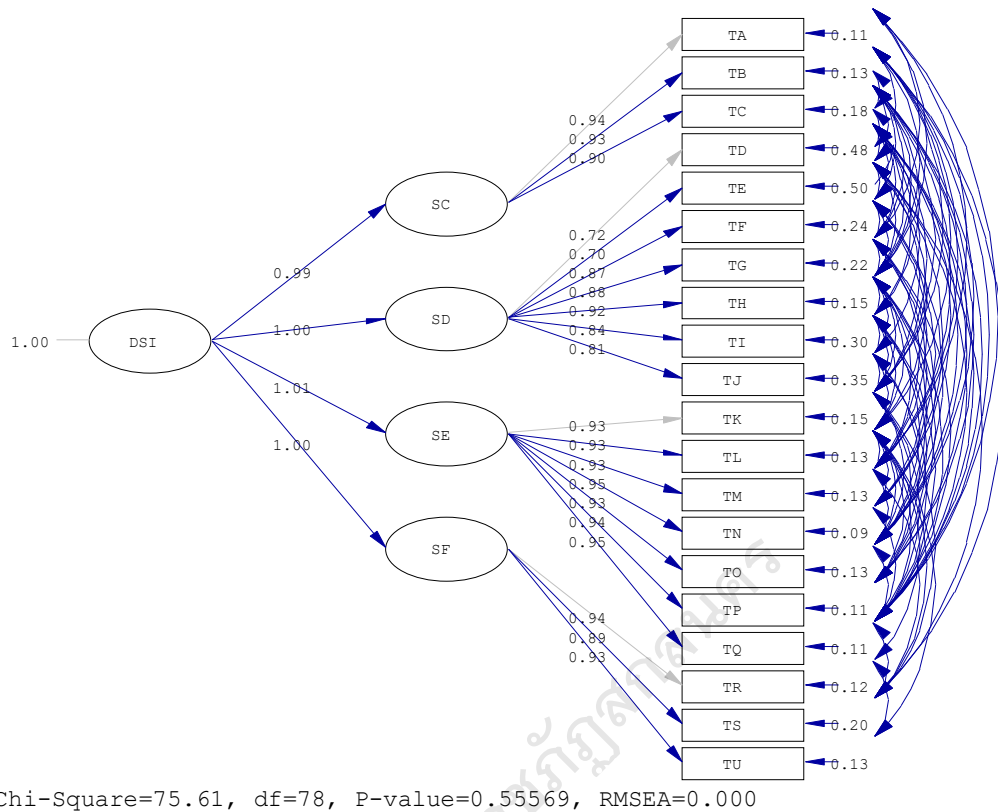 TA 0.11
TB 0.13
TC 0.18
0.94
0.93
0.90
TD 0.48
TE 0.50
SC
TF 0.24
0.72
0.70
0.87
0.88
0.92
0.84
0.81
TG 0.22
0.99
TH 0.15
SD
1.00
1.00 DSI
TI 0.30
TJ 0.35
1.01
TK 0.15
0.93
0.93
0.93
0.95
0.93
0.94
0.95
SE
1.00
TL 0.13
TM 0.13
TN 0.09
SF
TO 0.13
TP 0.11
0.94
0.89
0.93
TQ 0.11
TR 0.12
TS 0.20
TU 0.13
Chi-Square=75.61, df=78, P-value=0.55569, RMSEA=0.000